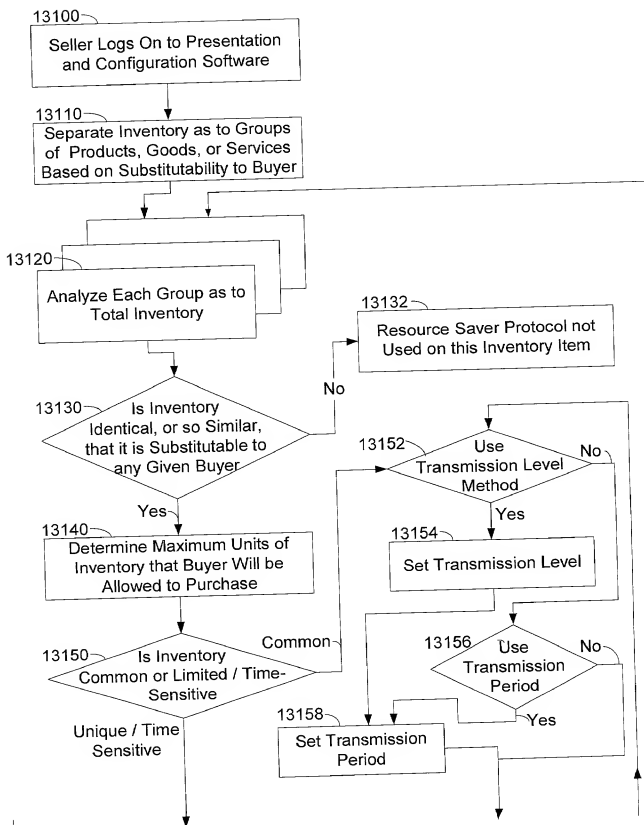 13100
Seller Logs On to Presentation
and Configuration Software
13110
Separate Inventory as to Groups
of Products, Goods, or Services
Based on Substitutability to Buyer
13120
Analyze Each Group as to
Total Inventory
13132
Resource Saver Protocol not
Used on this Inventory Item
No
13130
Is Inventory
Identical, or so Similar,
that it is Substitutable to
any Given Buyer
Yes
13152
Use
Transmission Level
Method
No
Yes
13140
Determine Maximum Units of
Inventory that Buyer Will be
Allowed to Purchase
13154
Set Transmission Level
13150
Is Inventory
Common or Limited / Time-
Sensitive
Common
Unique / Time
Sensitive
13156
Use
Transmission
Period
No
Yes
13158
Set Transmission
Period